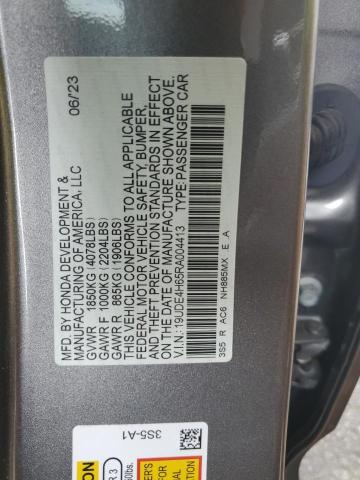 MFD. BY HONDA DEVELOPMENT & 06/'23
MANUFACTURING OF AMERICA, LLC
GVWR 1850KG(4078LBS)
GAWR F 1000KG(2204LBS)
GAWR R 865KG(1906LBS)
THIS VEHICLE CONFORMS TO ALL APPLICABLE
FEDERAL MOTOR VEHICLE SAFETY, BUMPER,
AND THEFT PREVENTION STANDARDS IN EFFECT
ON THE DATE OF MANUFACTURE SHOWN ABOVE.
V.I.N.:19UDE4H65RA004413 TYPE:PASSENGER CAR
3S5 R AC6 NH885MX E A
3S5-A1
R 3